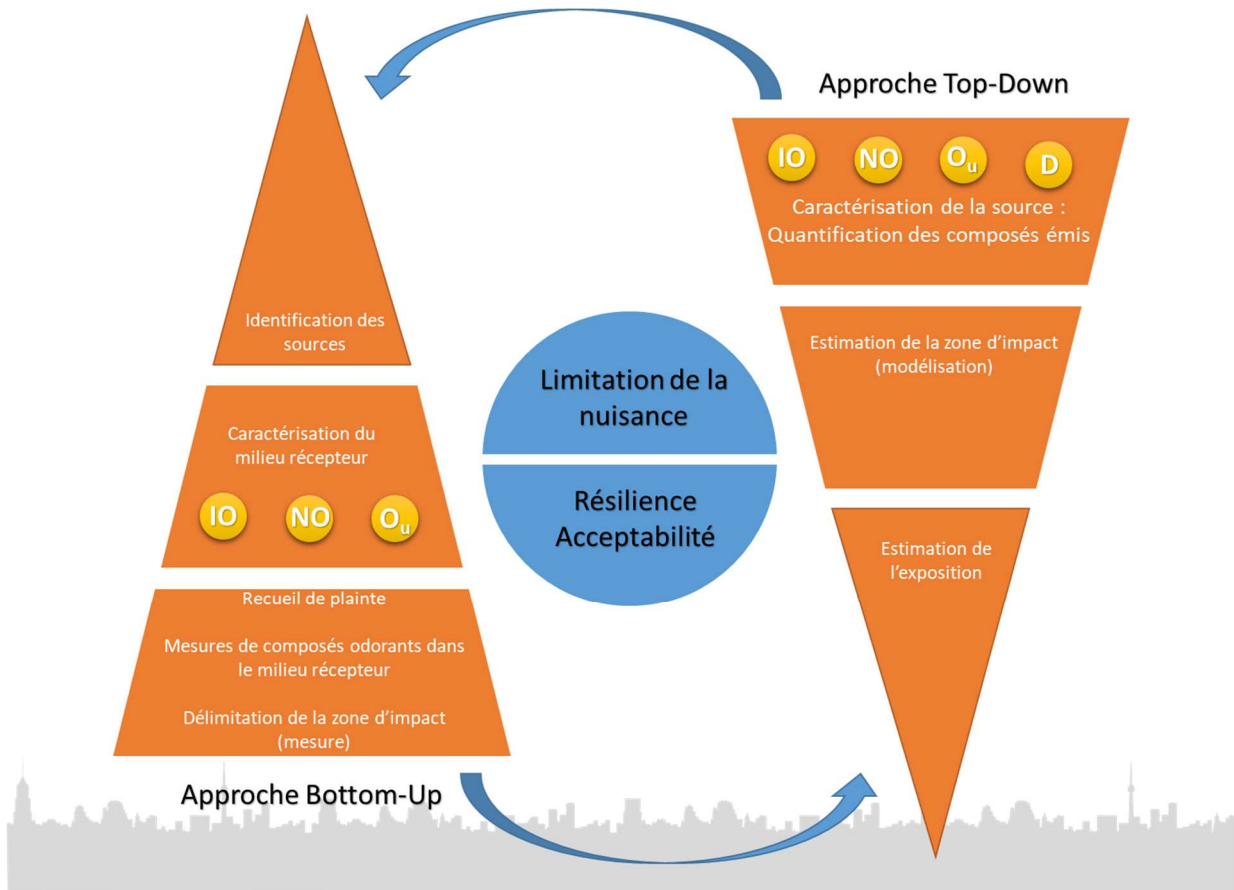 Approche Top-Down
IO NO Ou D
Caractérisation de la source :
Quantification des composés émis
Estimation de la zone d'impact
(modélisation)
Estimation de
l'exposition
Limitation de la
nuisance
Résilience
Acceptabilité
Identification des
sources
Caractérisation du
milieu récepteur
IO NO Ou
Recueil de plainte
Mesures de composés odorants dans
le milieu récepteur
Délimitation de la zone d'impact
(mesure)
Approche Bottom-Up